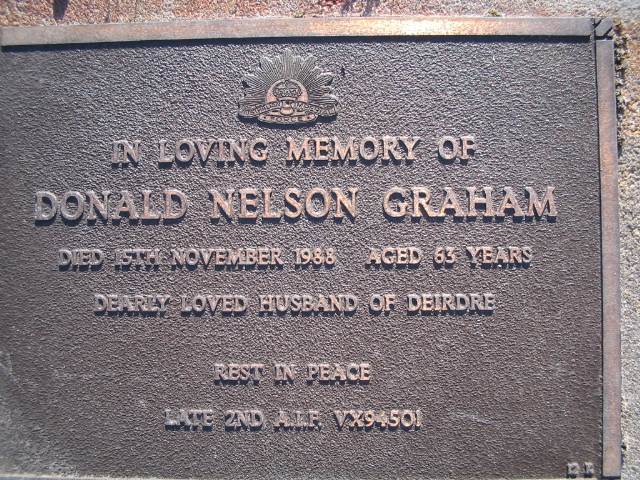 IN LOVING MEMORY OF
DONALD NELSON GRAHAM
DIED 15TH NOVEMBER 1988 AGED 63 YEARS
DEARLY LOVED HUSBAND OF DEIRDRE
REST IN PEACE
LATE 2ND A.I.F. VX94501